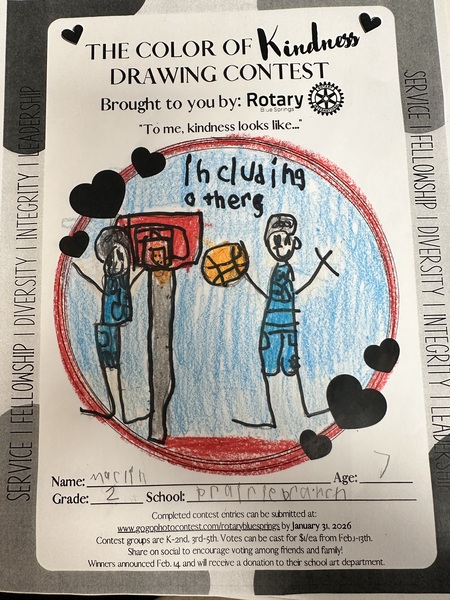 THE COLOR OF Kindness
DRAWING CONTEST
Brought to you by: Rotary
Blue Springs
"To me, kindness looks like..."
Including
otherg
SERVICE | FELLOWSHIP | DIVERSITY | INTEGRITY | LEADERSHIP
SERVICE | FELLOWSHIP | DIVERSITY | INTEGRITY | LEADERSHIP
Name: Age: 7
Grade: 2 School: prairiebranch
Completed contest entries can be submitted at:
www.gogophotocontest.com/rotarybluesprings by January 31, 2026
Contest groups are K-2nd, 3rd-5th. Votes can be cast for $1/ea from Feb.1-13th.
Share on social to encourage voting among friends and family!
Winners announced Feb. 14 and will receive a donation to their school art department.